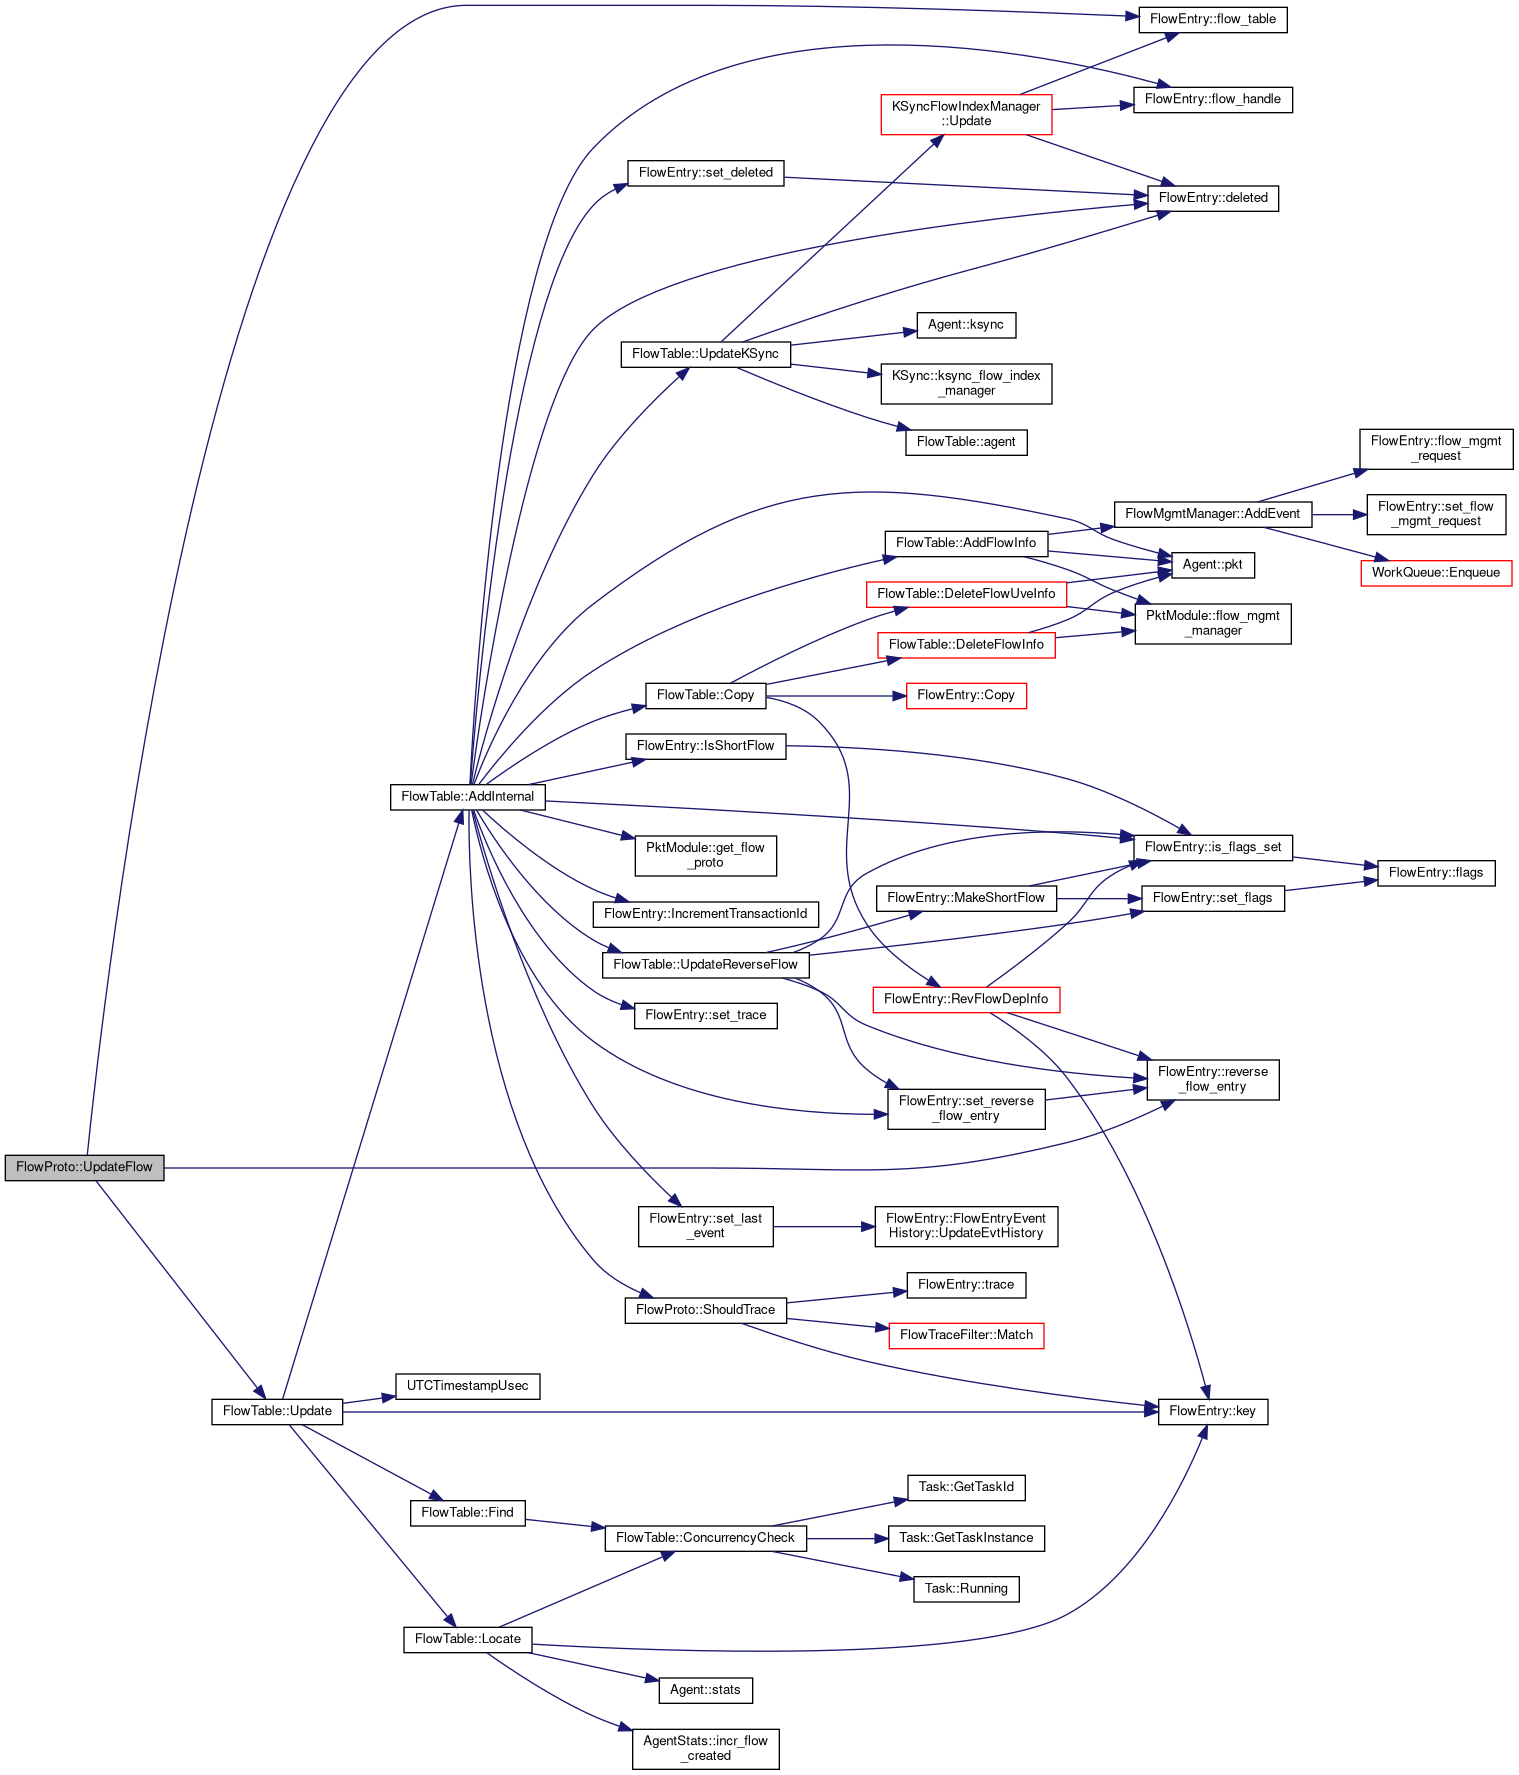 FlowEntry::flow_table
FlowEntry::flow_handle
KSyncFlowIndexManager
::Update
FlowEntry::set_deleted
FlowEntry::deleted
Agent::ksync
FlowTable::UpdateKSync
KSync::ksync_flow_index
_manager
FlowTable::agent
FlowEntry::flow_mgmt
_request
FlowMgmtManager::AddEvent
FlowEntry::set_flow
_mgmt_request
FlowTable::AddFlowInfo
Agent::pkt
WorkQueue::Enqueue
FlowTable::DeleteFlowUveInfo
PktModule::flow_mgmt
_manager
FlowTable::DeleteFlowInfo
FlowTable::Copy
FlowEntry::Copy
FlowEntry::IsShortFlow
FlowTable::AddInternal
PktModule::get_flow
_proto
FlowEntry::is_flags_set
FlowEntry::flags
FlowEntry::MakeShortFlow
FlowEntry::set_flags
FlowEntry::IncrementTransactionId
FlowTable::UpdateReverseFlow
FlowEntry::RevFlowDepInfo
FlowEntry::set_trace
FlowEntry::reverse
_flow_entry
FlowEntry::set_reverse
_flow_entry
FlowProto::UpdateFlow
FlowEntry::set_last
_event
FlowEntry::FlowEntryEvent
History::UpdateEvtHistory
FlowEntry::trace
FlowProto::ShouldTrace
FlowTraceFilter::Match
UTCTimestampUsec
FlowTable::Update
FlowEntry::key
Task::GetTaskId
FlowTable::Find
FlowTable::ConcurrencyCheck
Task::GetTaskInstance
Task::Running
FlowTable::Locate
Agent::stats
AgentStats::incr_flow
_created